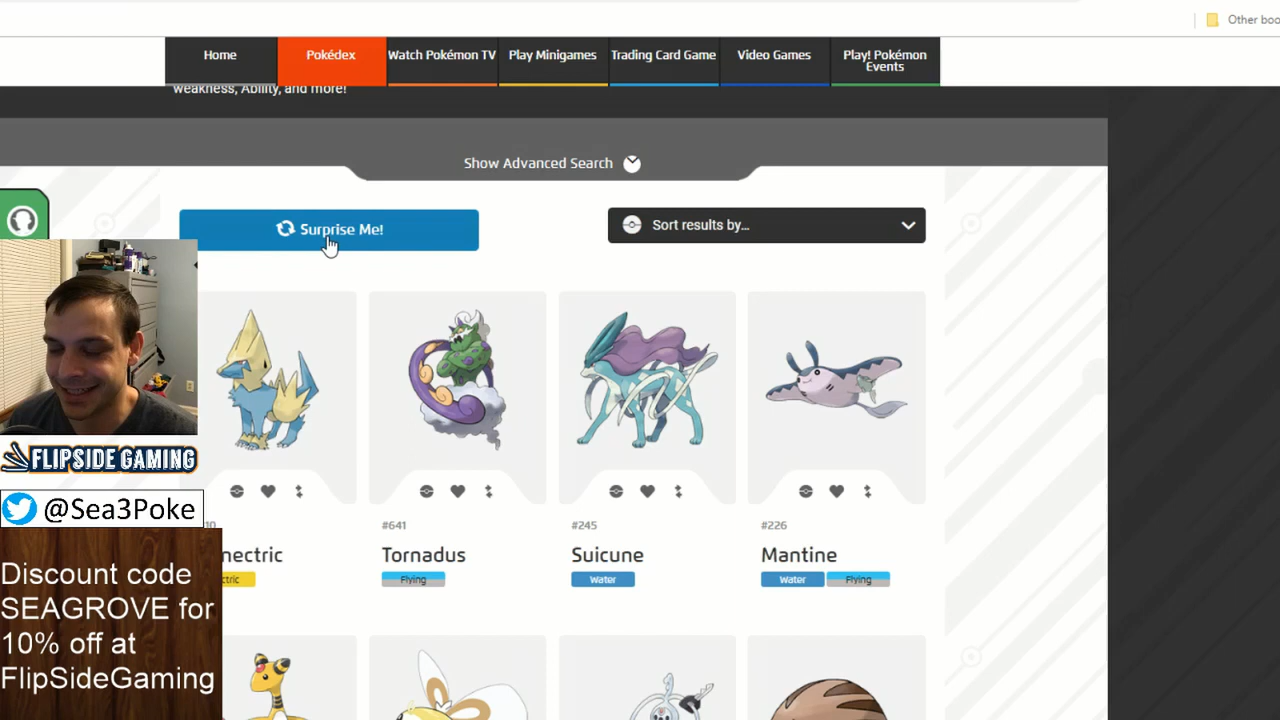 Other boo
Home
Pokédex
Watch Pokémon TV
Play Minigames
Trading Card Game
Video Games
Play! Pokémon
Events
weakness, Ability, and more!
Show Advanced Search
Surprise Me!
Sort results by...
10
#641
#245
#226
nectric
Tornadus
Suicune
Mantine
ctric
Flying
Water
Water
Flying
FLIPSIDE GAMING
@Sea3Poke
Discount code
SEAGROVE for
10% off at
FlipSideGaming